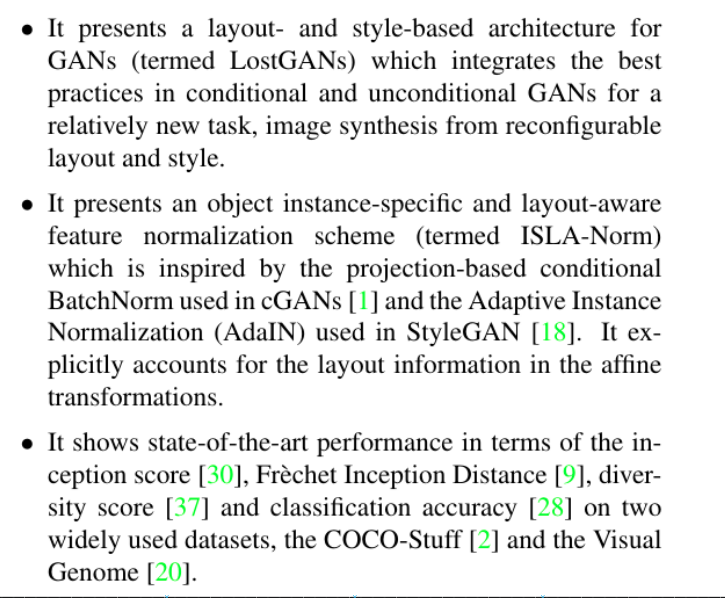 • It presents a layout- and style-based architecture for
GANs (termed LostGANs) which integrates the best
practices in conditional and unconditional GANs for a
relatively new task, image synthesis from reconfigurable
layout and style.
• It presents an object instance-specific and layout-aware
feature normalization scheme (termed ISLA-Norm)
which is inspired by the projection-based conditional
BatchNorm used in cGANs [1] and the Adaptive Instance
Normalization (AdaIN) used in StyleGAN [18]. It ex-
plicitly accounts for the layout information in the affine
transformations.
• It shows state-of-the-art performance in terms of the in-
ception score [30], Frèchet Inception Distance [9], diver-
sity score [37] and classification accuracy [28] on two
widely used datasets, the COCO-Stuff [2] and the Visual
Genome [20].